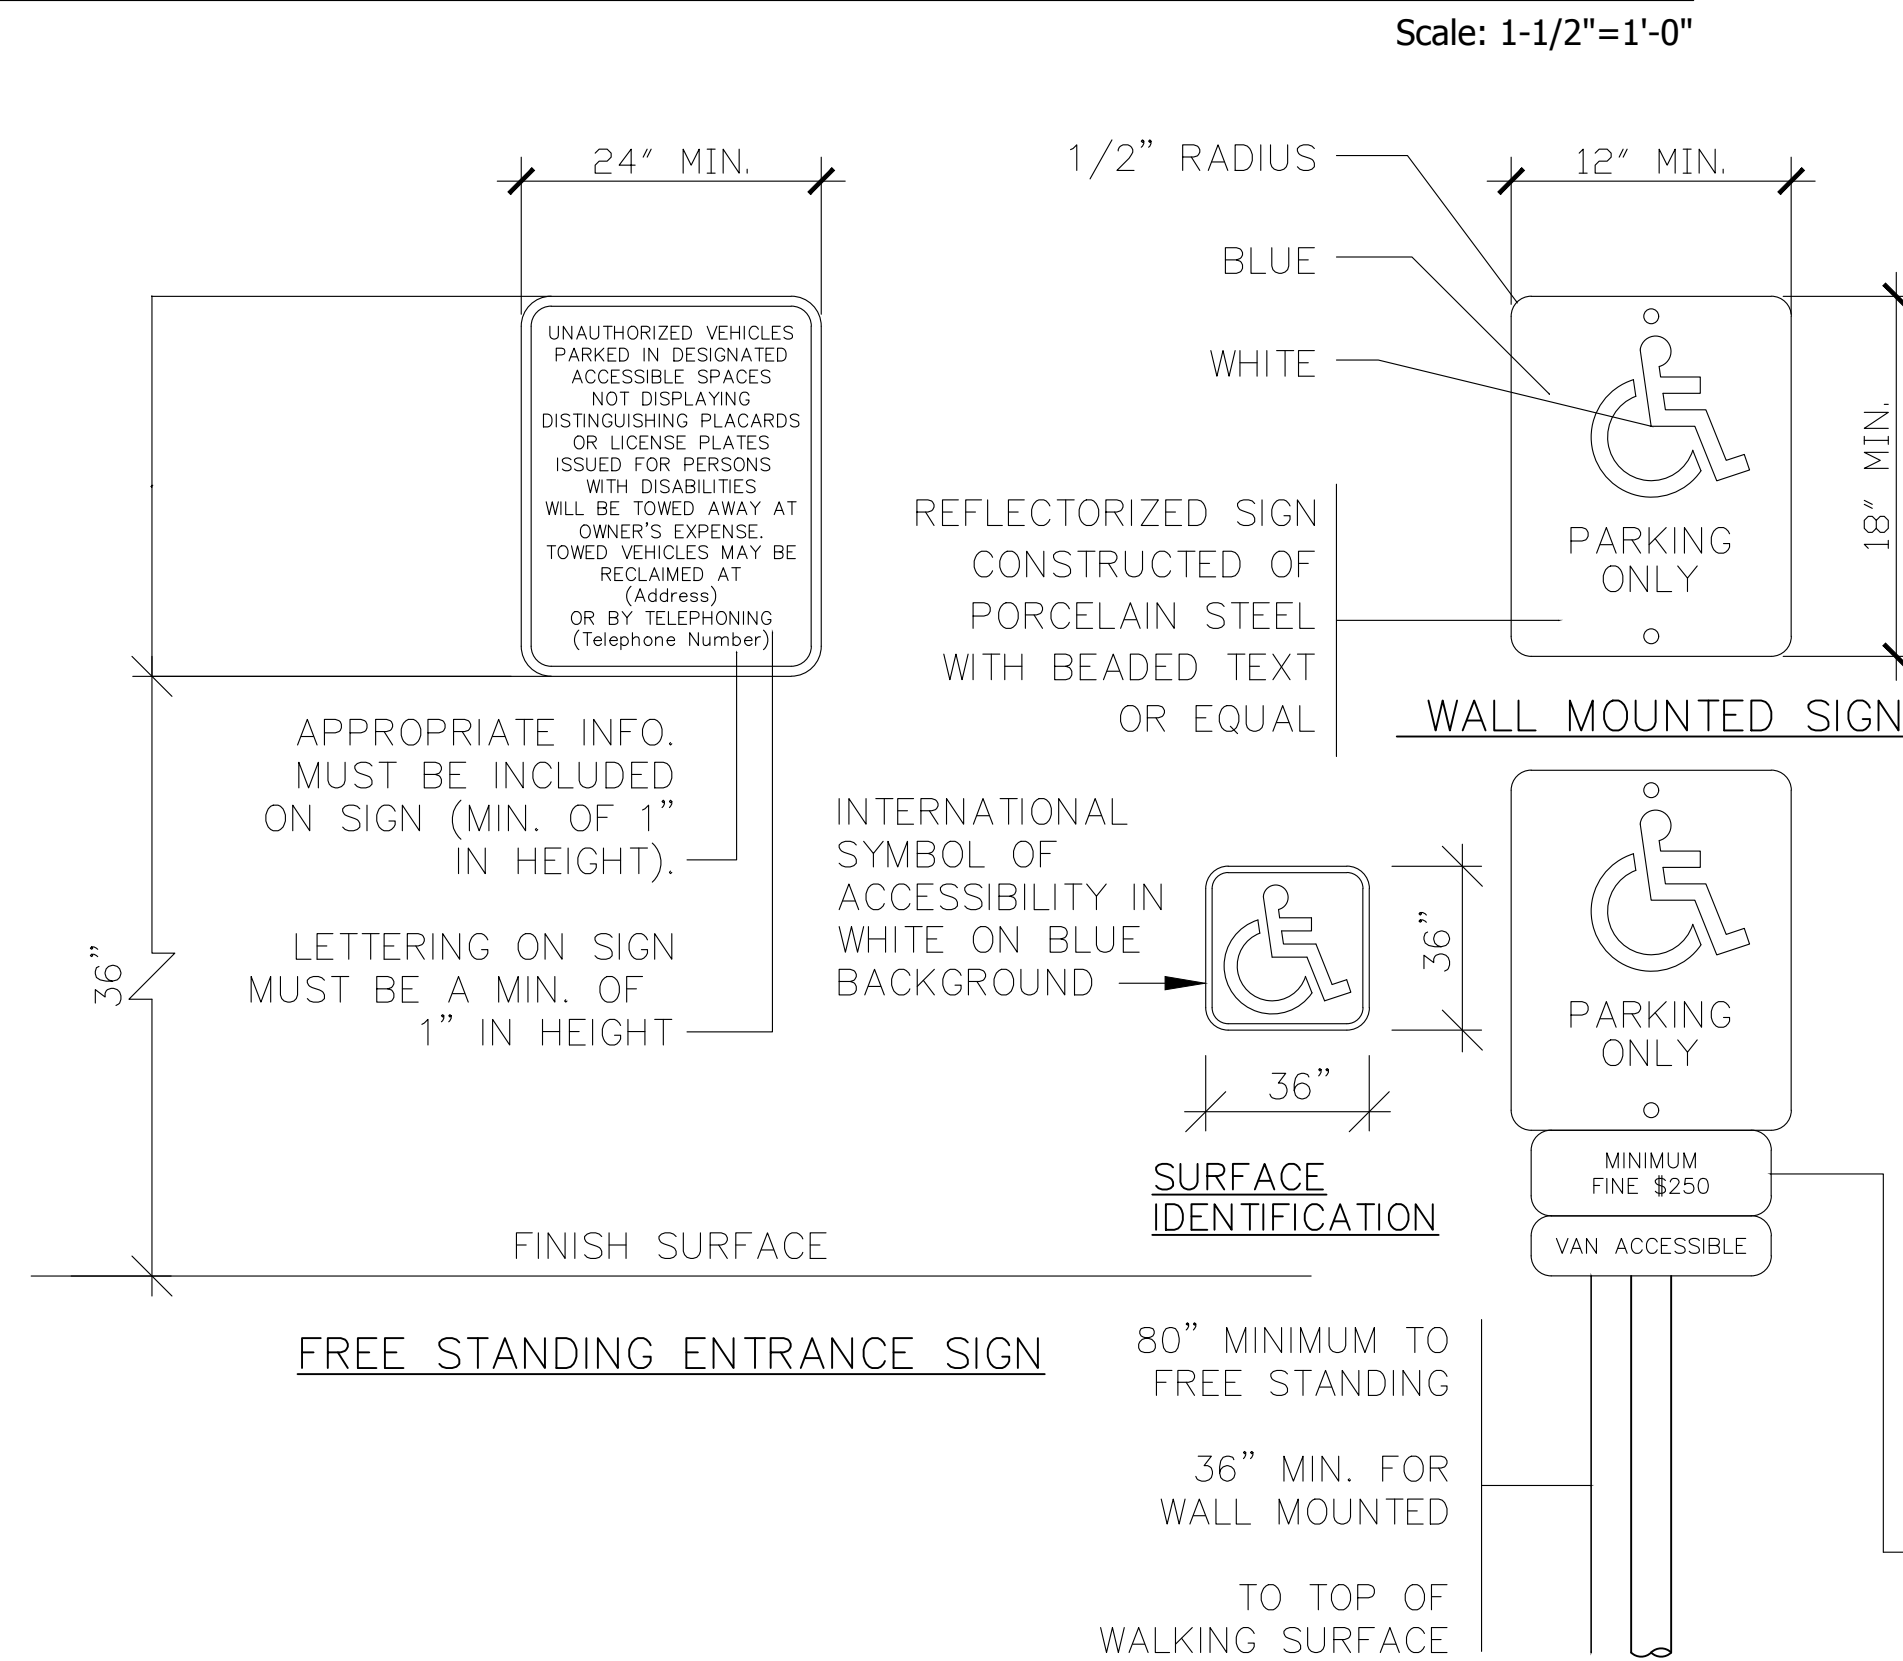 Scale: 1-1/2"=1'-0"
24" MIN.
UNAUTHORIZED VEHICLES
PARKED IN DESIGNATED
ACCESSIBLE SPACES
NOT DISPLAYING
DISTINGUISHING PLACARDS
OR LICENSE PLATES
ISSUED FOR PERSONS
WITH DISABILITIES
WILL BE TOWED AWAY AT
OWNER'S EXPENSE.
TOWED VEHICLES MAY BE
RECLAIMED AT
(Address)
OR BY TELEPHONING
(Telephone Number)
APPROPRIATE INFO.
MUST BE INCLUDED
ON SIGN (MIN. OF 1"
IN HEIGHT).
LETTERING ON SIGN
MUST BE A MIN. OF
1" IN HEIGHT
36"
FINISH SURFACE
FREE STANDING ENTRANCE SIGN
1/2" RADIUS
BLUE
WHITE
REFLECTORIZED SIGN
CONSTRUCTED OF
PORCELAIN STEEL
WITH BEADED TEXT
OR EQUAL
12" MIN.
18" MIN.
PARKING
ONLY
WALL MOUNTED SIGN
INTERNATIONAL
SYMBOL OF
ACCESSIBILITY IN
WHITE ON BLUE
BACKGROUND
36"
36"
SURFACE
IDENTIFICATION
PARKING
ONLY
MINIMUM
FINE $250
VAN ACCESSIBLE
80" MINIMUM TO
FREE STANDING
36" MIN. FOR
WALL MOUNTED
TO TOP OF
WALKING SURFACE